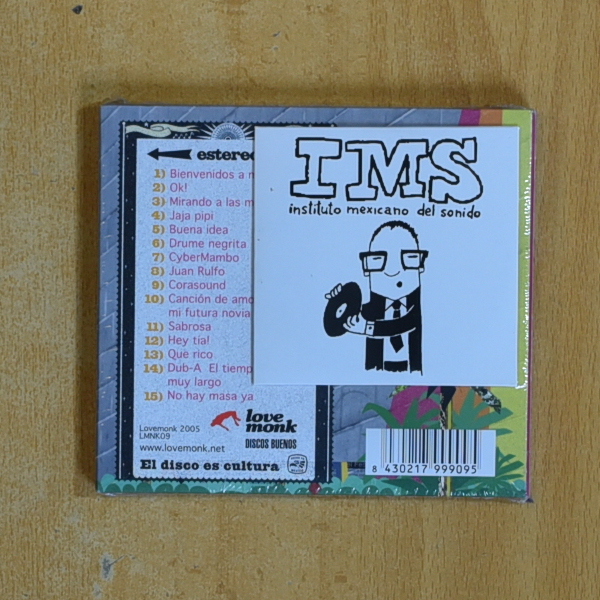 IMS
instituto mexicano del sonido
estereo
1) Bienvenidos a m
2) Ok!
3) Mirando a las m
4) Jaja pipi
5) Buena idea
6) Drume negrita
7) CyberMambo
8) Juan Rulfo
9) Corasound
10) Canción de amo
mi futura novia
11) Sabrosa
12) Hey tia!
13) Què rico
14) Dub-A El tiemp
muy largo
15) No hay masa ya
love
monk
DISCOS BUENOS
Lovemonk 2005
LMNK09
www.lovemonk.net
El disco es cultura
8 430217 999095